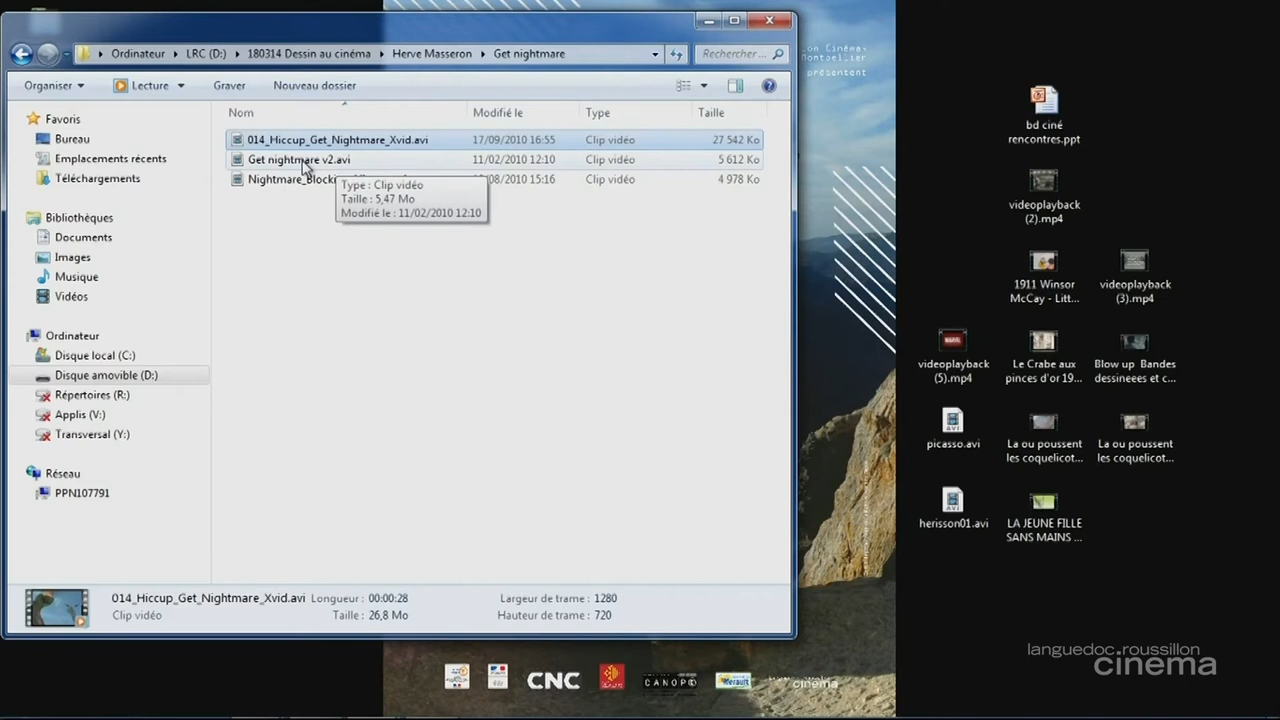 Ordinateur LRC (D:) 180314 Dessin au cinéma Herve Masseron Get nightmare Rechercher ...
Organiser Lecture Graver Nouveau dossier
Nom Modifié le Type Taille
014_Hiccup_Get_Nightmare_Xvid.avi 17/09/2010 16:55 Clip vidéo 27 542 Ko
Get nightmare v2.avi 11/02/2010 12:10 Clip vidéo 5 612 Ko
08/2010 15:16 Clip vidéo 4 978 Ko
Type : Clip vidéo
Taille : 5,47 Mo
Modifié le : 11/02/2010 12:10
Favoris
Bureau
Emplacements récents
Téléchargements
Bibliothèques
Documents
Images
Musique
Vidéos
Ordinateur
Disque local (C:)
Disque amovible (D:)
Répertoires (R:)
Applis (V:)
Transversal (Y:)
Réseau
PPN107791
014_Hiccup_Get_Nightmare_Xvid.avi Longueur : 00:00:28 Largeur de trame : 1280
Clip vidéo Taille : 26,8 Mo Hauteur de trame : 720
présentent
bd ciné
rencontres.ppt
videoplayback
(2).mp4
1911 Winsor
McCay - Litt...
videoplayback
(3).mp4
videoplayback
(5).mp4
Le Crabe aux
pinces d'or 19...
Blow up Bandes
dessineees et c...
picasso.avi
La ou poussent
les coquelicot...
La ou poussent
les coquelicot...
herisson01.avi
LA JEUNE FILLE
SANS MAINS ...
CNC
CANOPÉ
cinéma
languedoc.roussillon
cinema